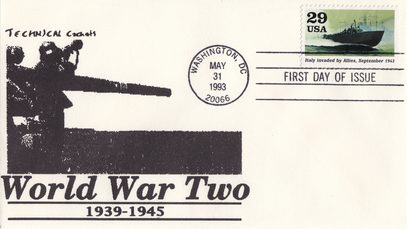 TECHNICAL Cachets
WASHINGTON, DC
MAY
31
1993
20066
29
USA
Italy invaded by Allies, September 1943
FIRST DAY OF ISSUE
World War Two
1939-1945